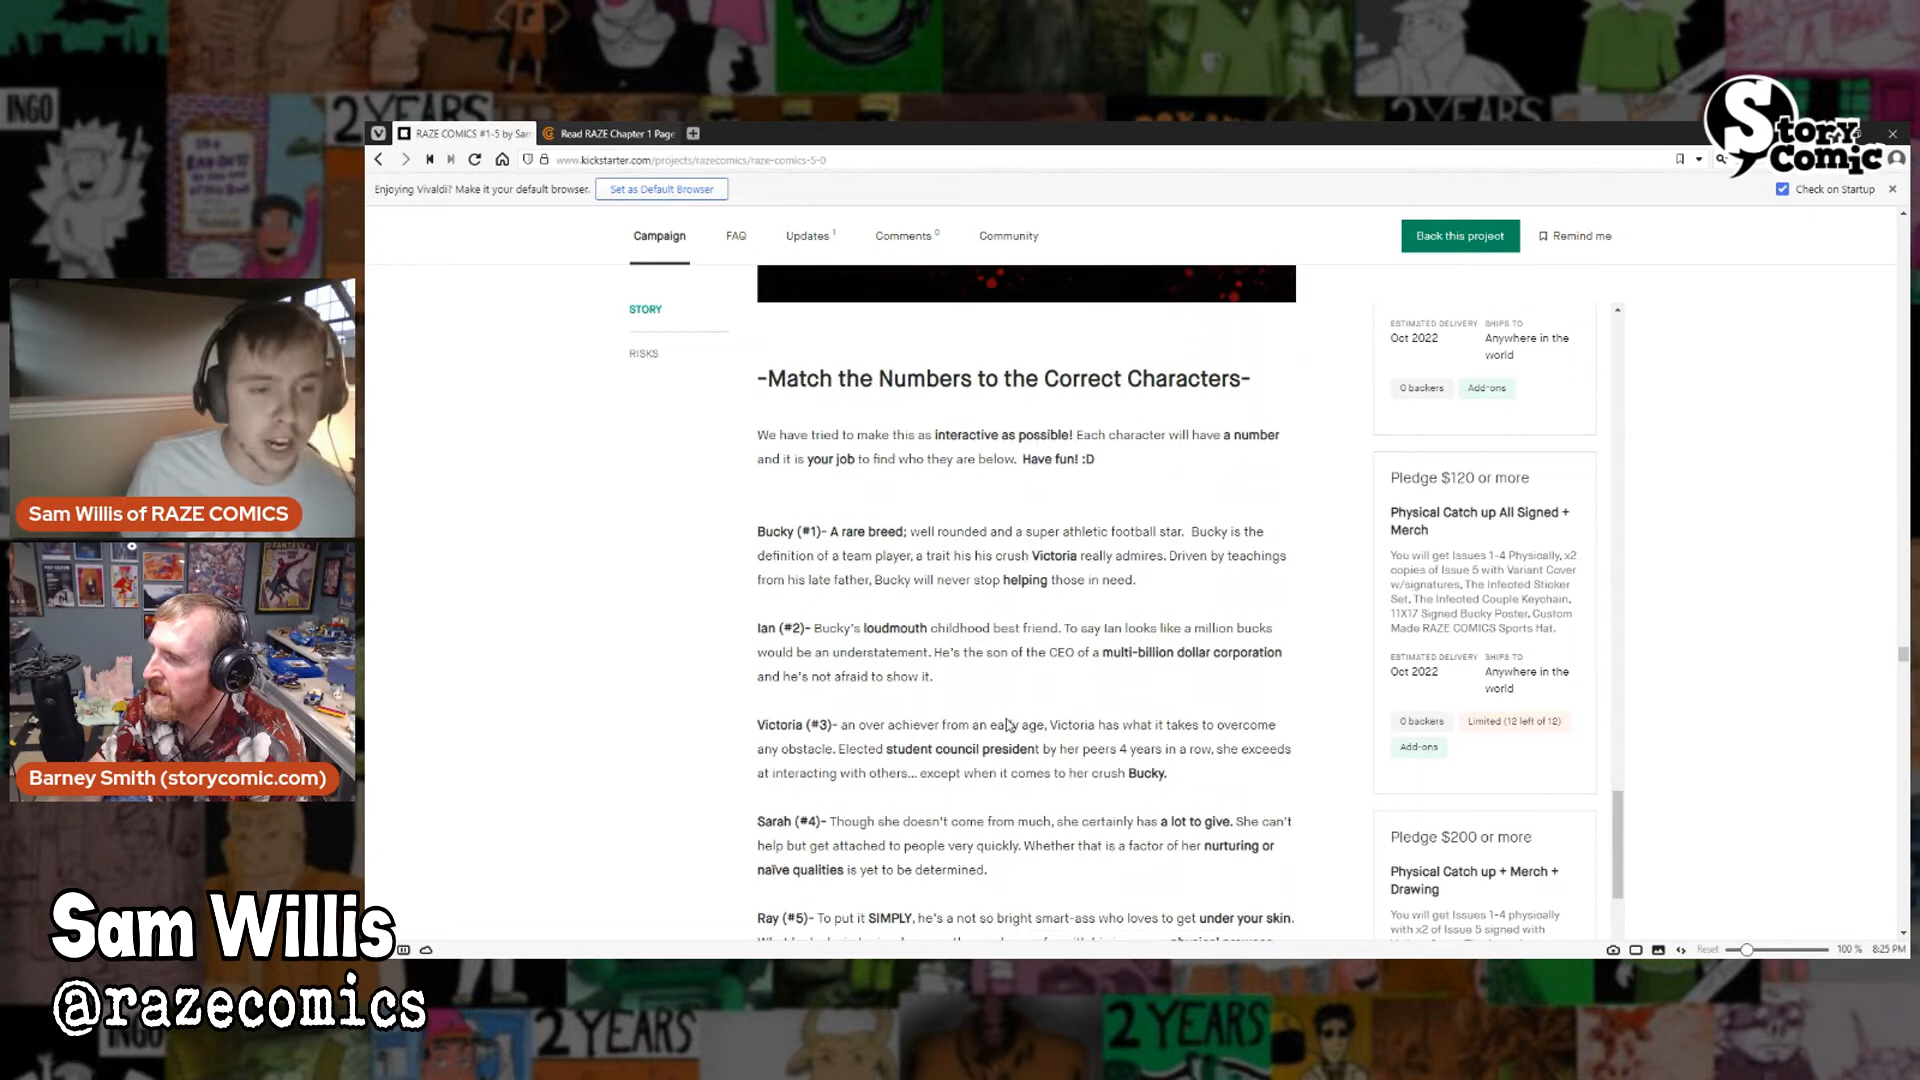 INGO
2 YEARS
2 YEARS
Story
Comic
RAZE COMICS #1-5 by Sam
Read RAZE Chapter 1 Page
www.kickstarter.com/projects/razecomics/raze-comics-5-0
Enjoying Vivaldi? Make it your default browser.
Set as Default Browser
Check on Startup
Campaign
FAQ
Updates 1
Comments 0
Community
Back this project
Remind me
STORY
RISKS
-Match the Numbers to the Correct Characters-
We have tried to make this as interactive as possible! Each character will have a number
and it is your job to find who they are below. Have fun! :D
Bucky (#1)- A rare breed; well rounded and a super athletic football star. Bucky is the
definition of a team player, a trait his his crush Victoria really admires. Driven by teachings
from his late father, Bucky will never stop helping those in need.
Ian (#2)- Bucky's loudmouth childhood best friend. To say Ian looks like a million bucks
would be an understatement. He's the son of the CEO of a multi-billion dollar corporation
and he's not afraid to show it.
Victoria (#3)- an over achiever from an early age, Victoria has what it takes to overcome
any obstacle. Elected student council president by her peers 4 years in a row, she exceeds
at interacting with others... except when it comes to her crush Bucky.
Sarah (#4)- Though she doesn't come from much, she certainly has a lot to give. She can't
help but get attached to people very quickly. Whether that is a factor of her nurturing or
naïve qualities is yet to be determined.
Ray (#5)- To put it SIMPLY, he's a not so bright smart-ass who loves to get under your skin.
ESTIMATED DELIVERY
SHIPS TO
Oct 2022
Anywhere in the
world
0 backers
Add-ons
Pledge $120 or more
Physical Catch up All Signed +
Merch
You will get Issues 1-4 Physically, x2
copies of Issue 5 with Variant Cover
w/signatures, The Infected Sticker
Set, The Infected Couple Keychain,
11X17 Signed Bucky Poster, Custom
Made RAZE COMICS Sports Hat.
ESTIMATED DELIVERY
SHIPS TO
Oct 2022
Anywhere in the
world
0 backers
Limited (12 left of 12)
Add-ons
Pledge $200 or more
Physical Catch up + Merch +
Drawing
You will get Issues 1-4 physically
with x2 of Issue 5 signed with
Reset
100 %
8:25 PM
Sam Willis of RAZE COMICS
Barney Smith (storycomic.com)
Sam Willis
@razecomics
INGO
2 YEARS
2 YEARS